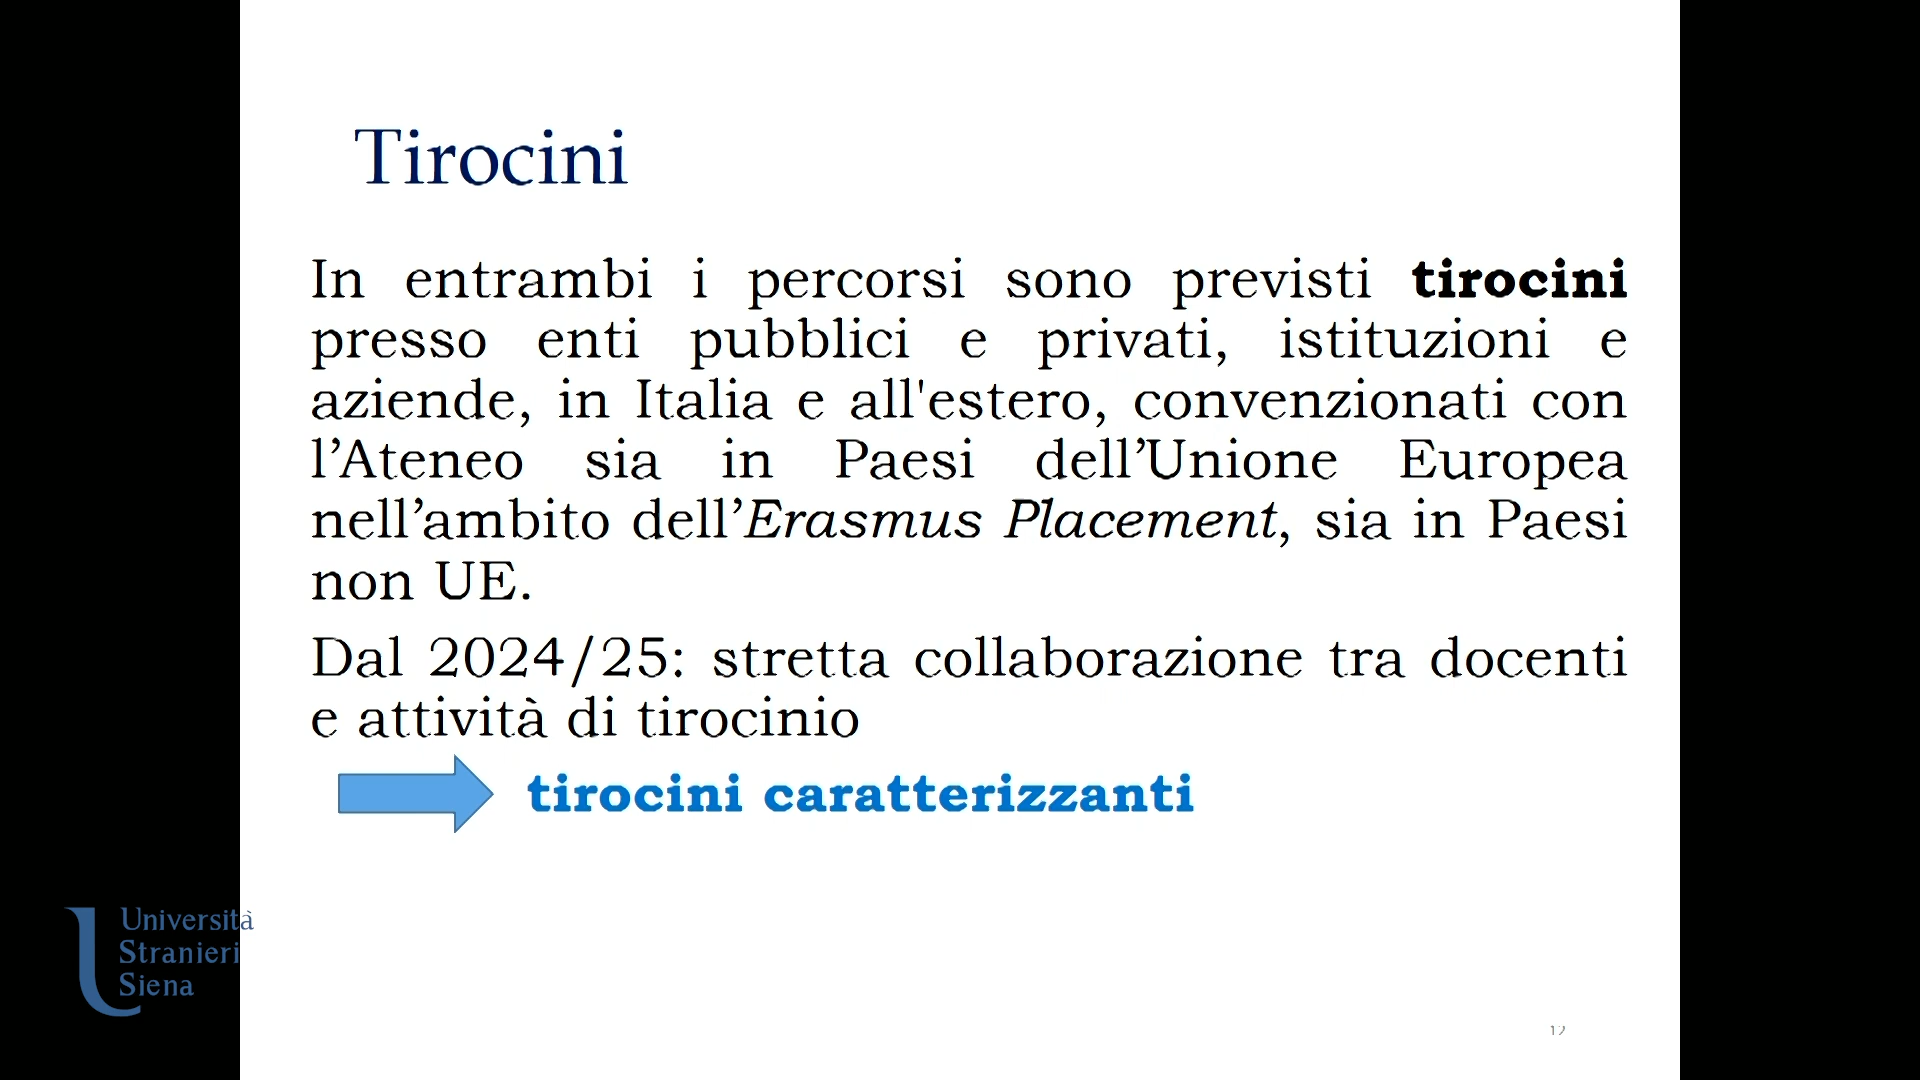 Tirocini
In entrambi i percorsi sono previsti tirocini
presso enti pubblici e privati, istituzioni e
aziende, in Italia e all'estero, convenzionati con
l’Ateneo sia in Paesi dell’Unione Europea
nell’ambito dell’Erasmus Placement, sia in Paesi
non UE.
Dal 2024/25: stretta collaborazione tra docenti
e attività di tirocinio
tirocini caratterizzanti
Università
Stranieri
Siena
12